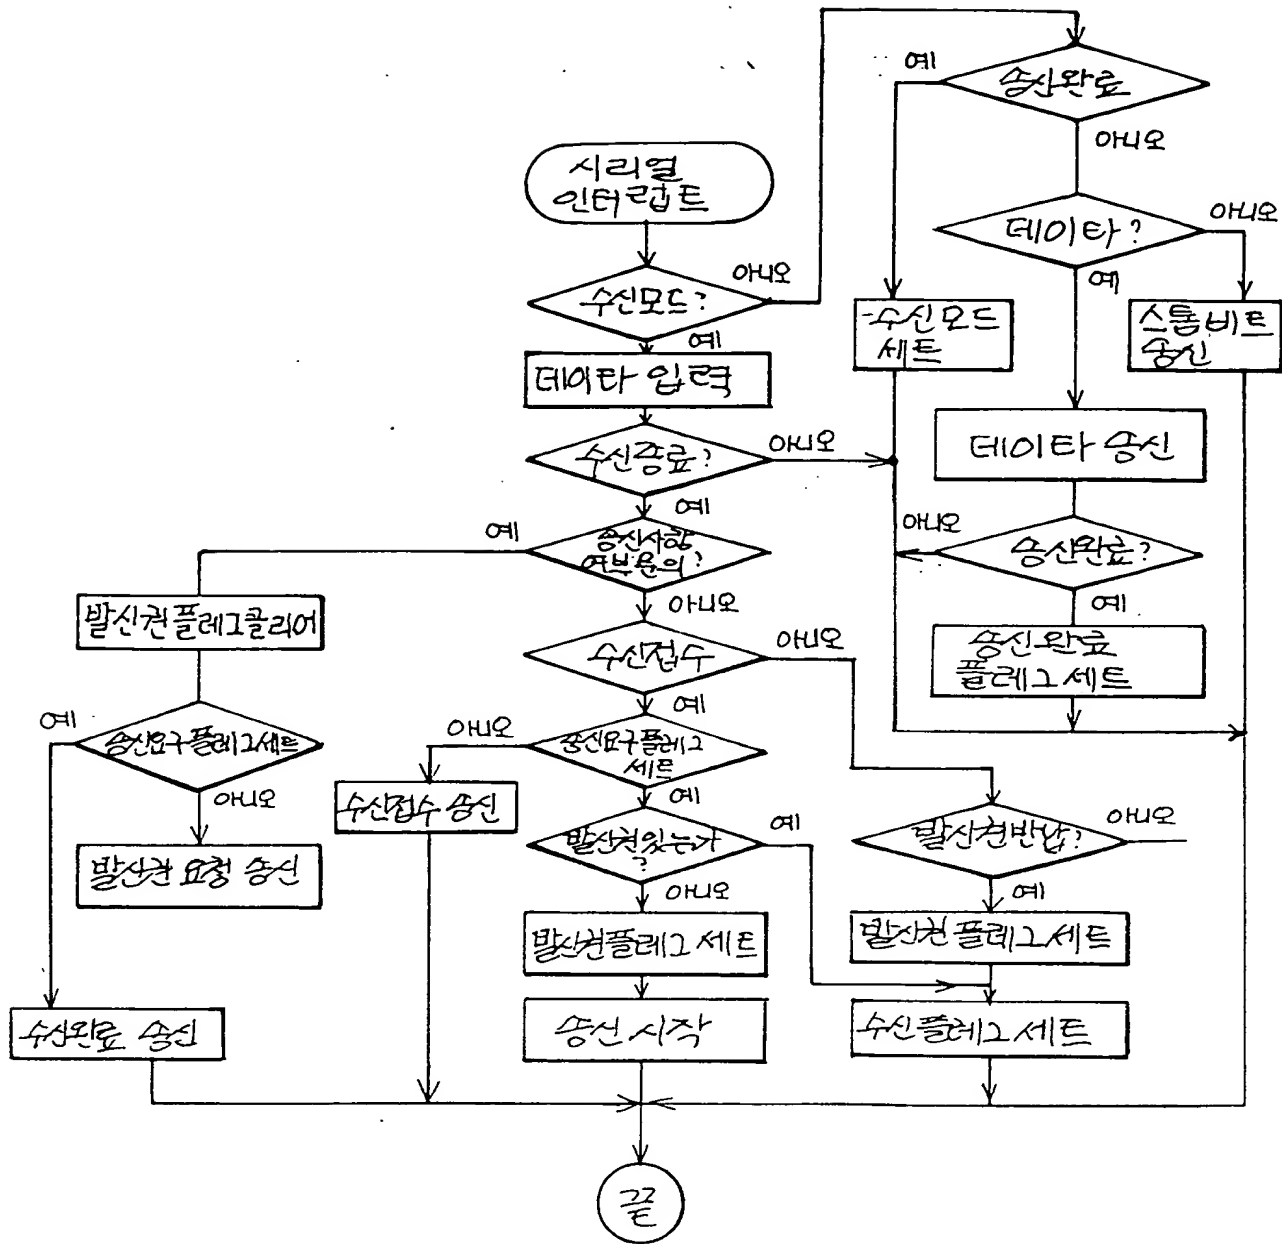 예
송신완료
아니오
시리얼
인터럽트
데이타?
아니오
아니오
수신모드?
예
수신모드
세트
스톱비트
송신
예
데이타 입력
수신종료?
아니오
데이타 송신
예
예
송신사항
여부문의?
아니오
송신완료?
발신권플레그클리어
아니오
수신접수
아니오
예
송신완료
플레그세트
예
예
송신요구플레그세트
아니오
송신요구플레그
세트
아니오
수신접수 송신
예
발신권있는가
?
예
발신권반납?
아니오
발신권 요청 송신
아니오
예
발신권플레그 세트
발신권 플레그세트
수신완료 송신
송신 시작
수신플레그세트
끝